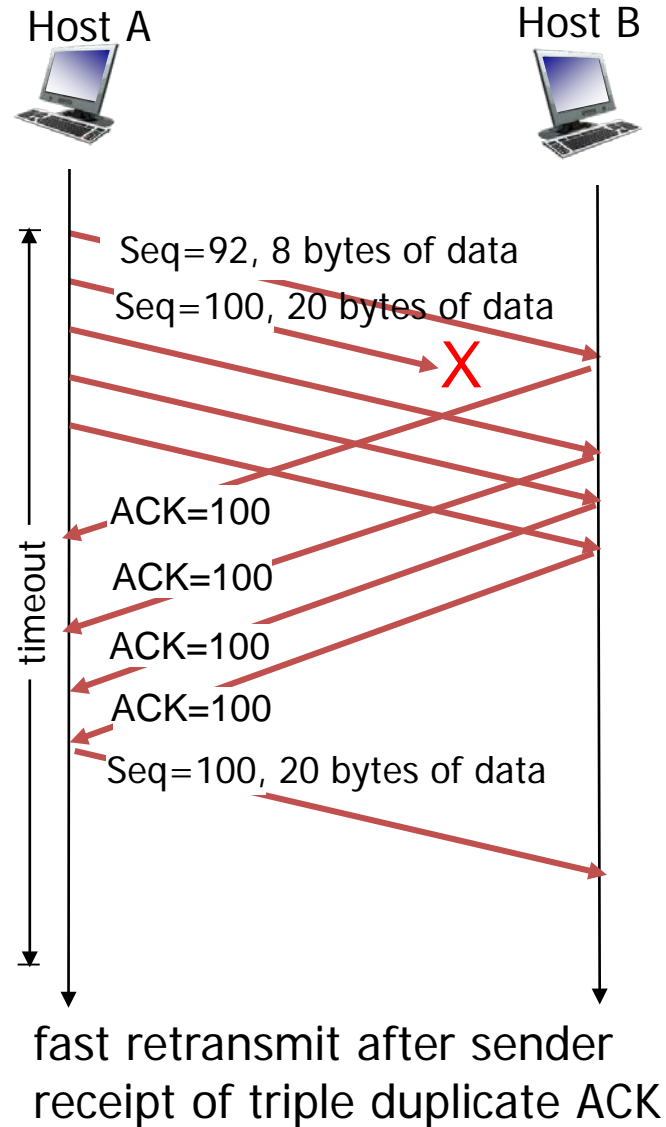 Host A
Host B
Seq=92, 8 bytes of data
Seq=100, 20 bytes of data
X
ACK=100
timeout
ACK=100
ACK=100
ACK=100
Seq=100, 20 bytes of data
fast retransmit after sender
receipt of triple duplicate ACK